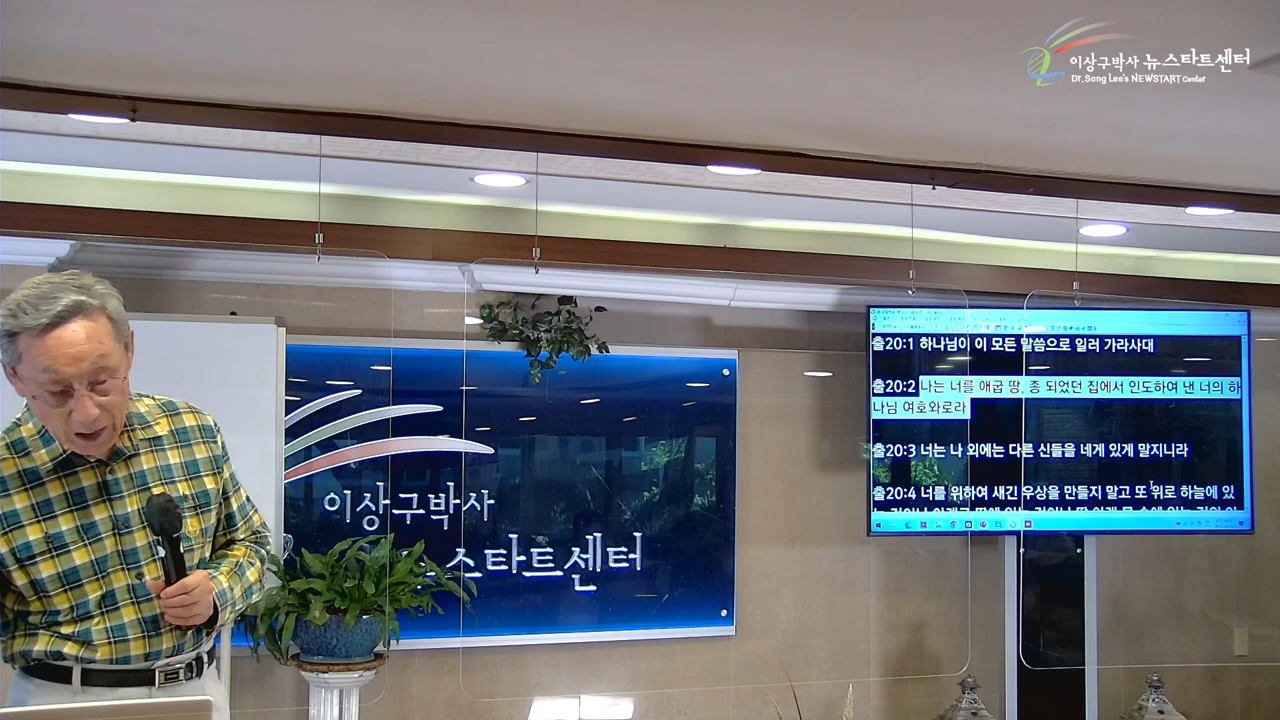 이상구박사 뉴스타트센터
Dr. Sang Lee's NEWSTART Center
출20:1 하나님이 이 모든 말씀으로 일러 가라사대
출20:2 나는 너를 애굽 땅, 종 되었던 집에서 인도하여 낸 너의 하
나님 여호와로라
출20:3 너는 나 외에는 다른 신들을 네게 있게 말지니라
출20:4 너를 위하여 새긴 우상을 만들지 말고 또 위로 하늘에 있
이상구박사
스타트센터